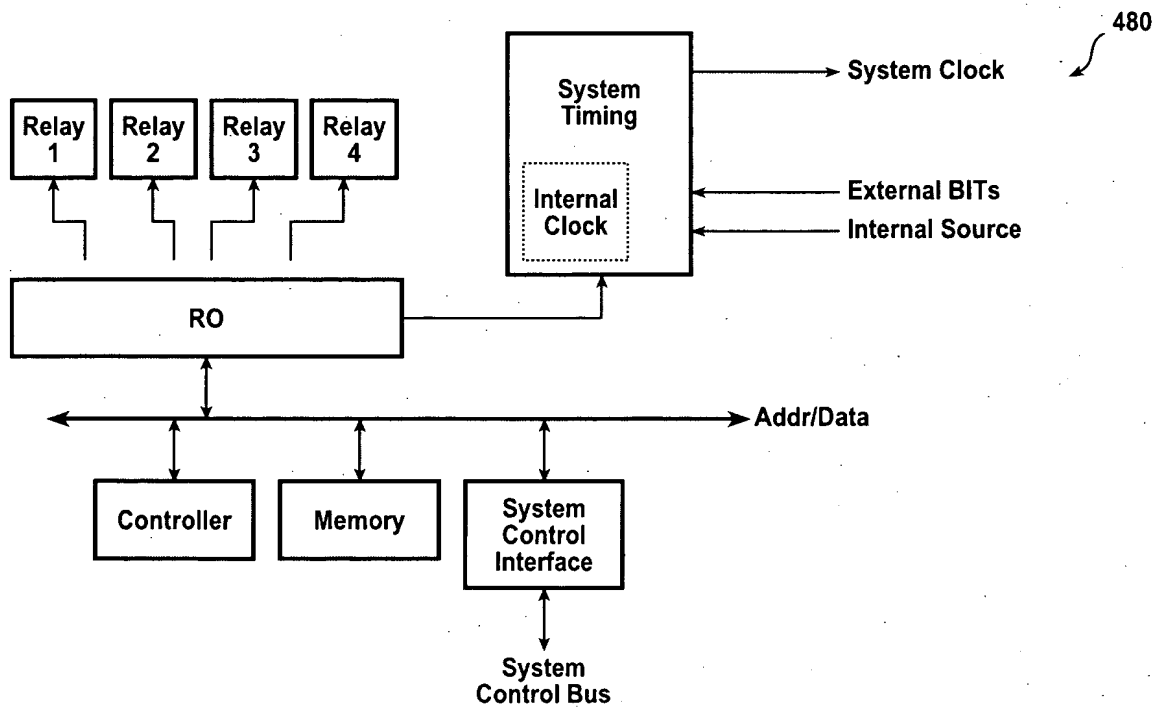 480
System Clock
System
Timing
Relay
1
Relay
2
Relay
3
Relay
4
Internal
Clock
External BITs
Internal Source
RO
Addr/Data
Controller
Memory
System
Control
Interface
System
Control Bus